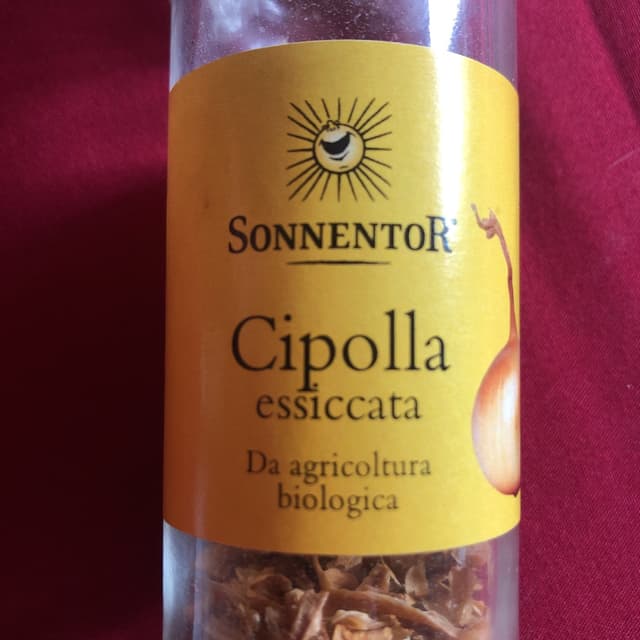 SONNENTOR®
Cipolla
essiccata
Da agricoltura
biologica